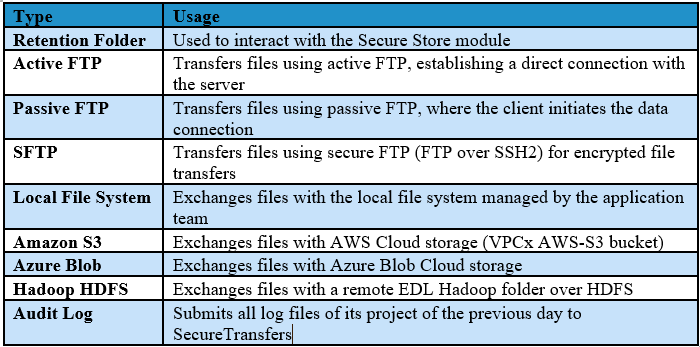 Type Usage
Retention Folder Used to interact with the Secure Store module
Active FTP Transfers files using active FTP, establishing a direct connection with
the server
Passive FTP Transfers files using passive FTP, where the client initiates the data
connection
SFTP Transfers files using secure FTP (FTP over SSH2) for encrypted file
transfers
Local File System Exchanges files with the local file system managed by the application
team
Amazon S3 Exchanges files with AWS Cloud storage (VPCx AWS-S3 bucket)
Azure Blob Exchanges files with Azure Blob Cloud storage
Hadoop HDFS Exchanges files with a remote EDL Hadoop folder over HDFS
Audit Log Submits all log files of its project of the previous day to
SecureTransfers